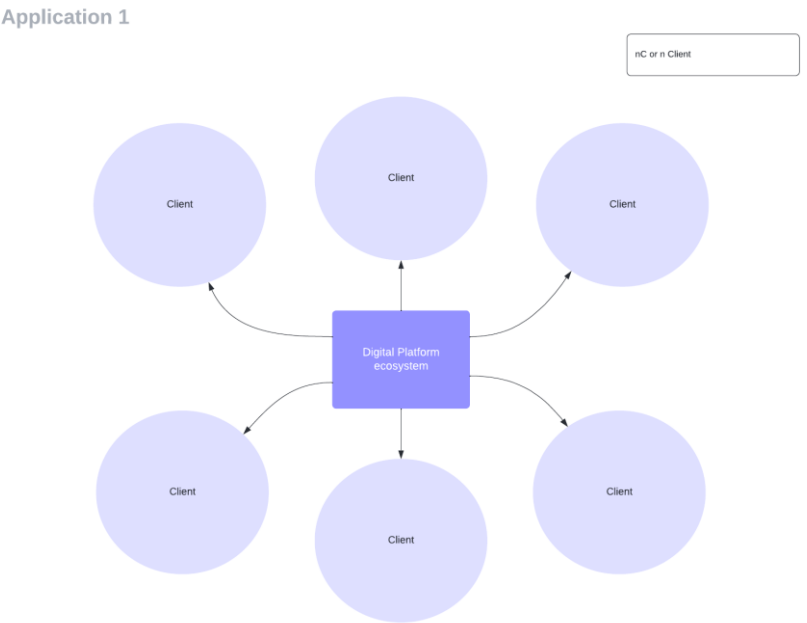 Application 1
nC or n Client
Client
Client
Client
Digital Platform
ecosystem
Client
Client
Client